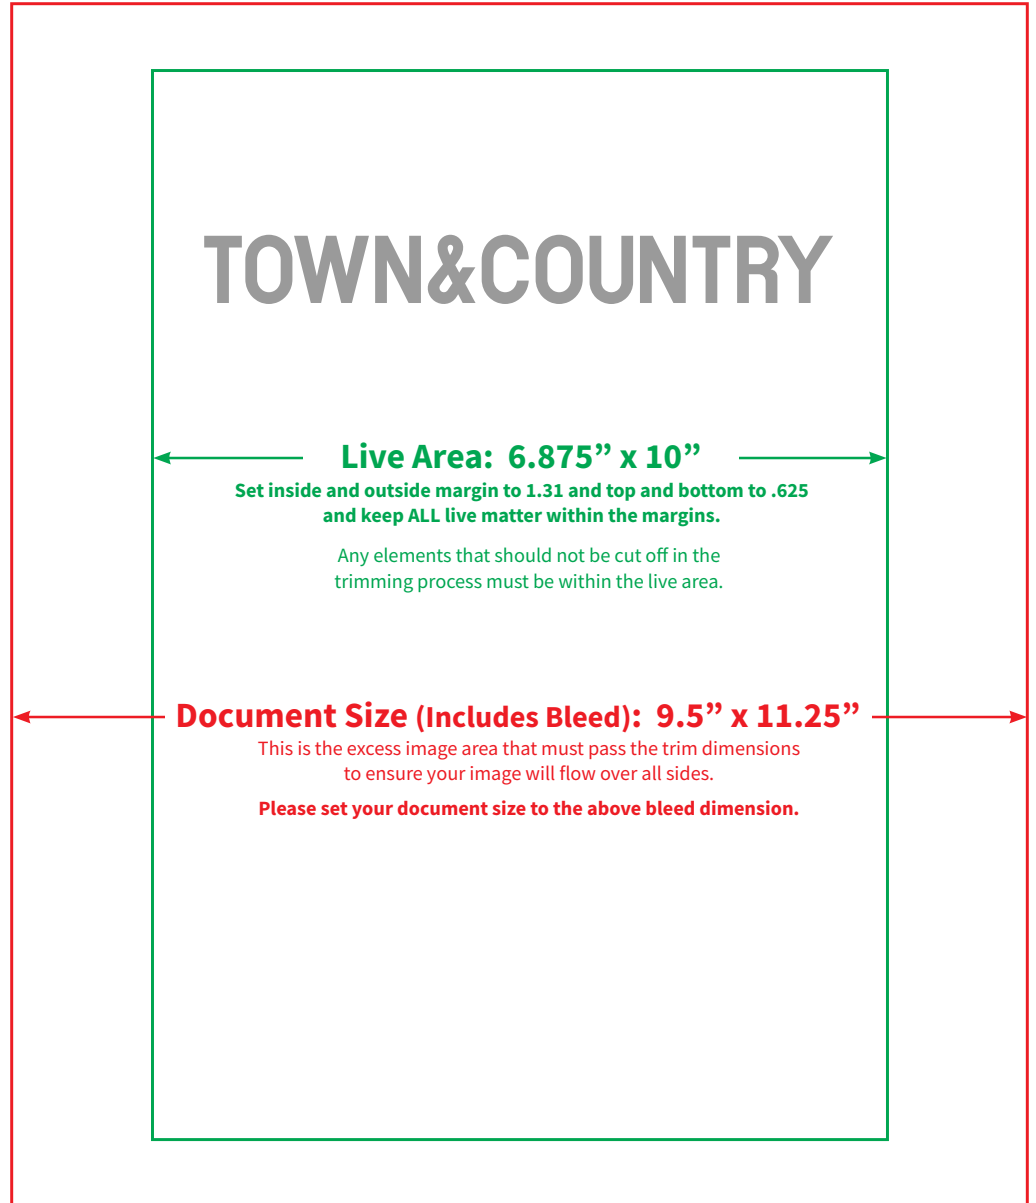 TOWN&COUNTRY
Live Area:  6.875” x 10”
Set inside and outside margin to 1.31 and top and bottom to .625
and keep ALL live matter within the margins.
Any elements that should not be cut off in the
trimming process must be within the live area.
Document Size (Includes Bleed):  9.5” x 11.25”
This is the excess image area that must pass the trim dimensions
to ensure your image will flow over all sides.
Please set your document size to the above bleed dimension.